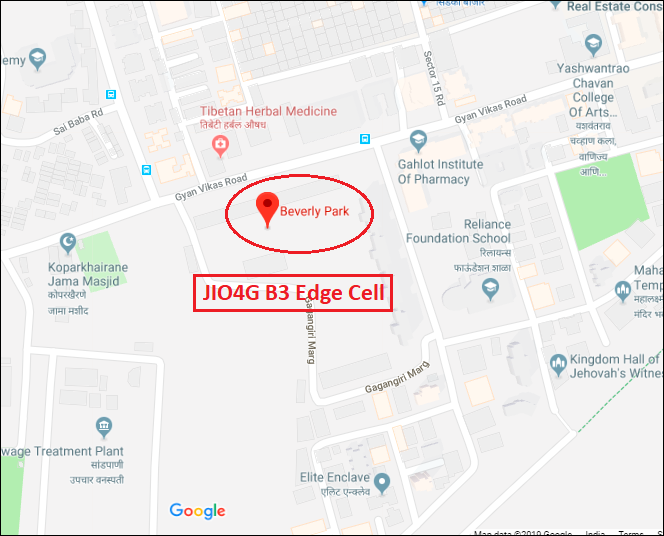 सिडको बाजार
Real Estate Cons
emy
Yashwantrao
Chavan
College
Of Arts...
यशवंतराव
चव्हाण कला,
वाणिज्य
आणि...
Sector 15 Rd
Gyan Vikas Road
Sai Baba Rd
Tibetan Herbal Medicine
तिबेटी हर्बल औषध
Gahlot Institute
Of Pharmacy
Gyan Vikas Road
Beverly Park
Reliance
Foundation School
रिलायन्स
फाऊंडेशन शाळा
Koparkhairane
Jama Masjid
कोपरखैरणे
जामा मशीद
Maha
Temp
महालक्ष्म
मंदिर भव
JIO4G B3 Edge Cell
Gagangiri Marg
Gagangiri Marg
Kingdom Hall of
Jehovah's Witne
wage Treatment Plant
सांडपाणी
उपचार वनस्पती
Elite Enclave
एलिट एन्क्लेव
Google
Map data ©2019 Google India Terms S